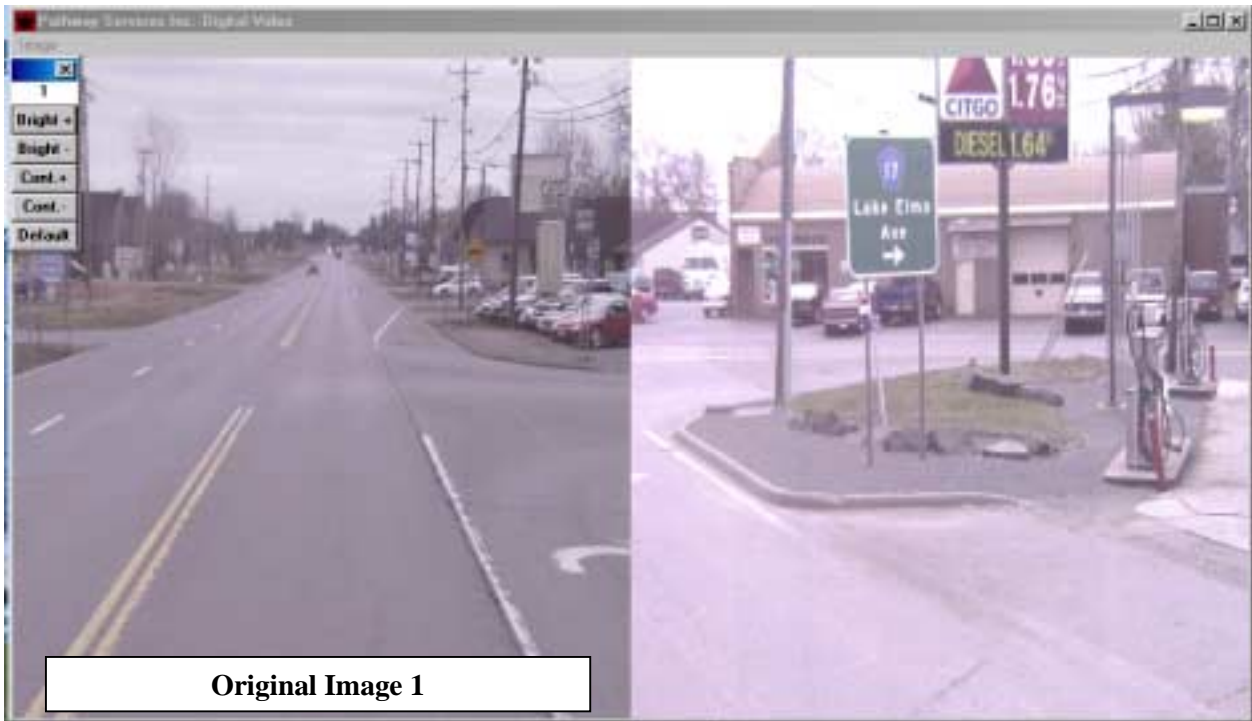 Pathway Services Inc. Digital Video
Image
1
Bright +
Bright -
Cont.+
Cont.-
Default
CITGO
1.76
DIESEL 1.64
17
Lake Elmo
Ave
→
Original Image 1